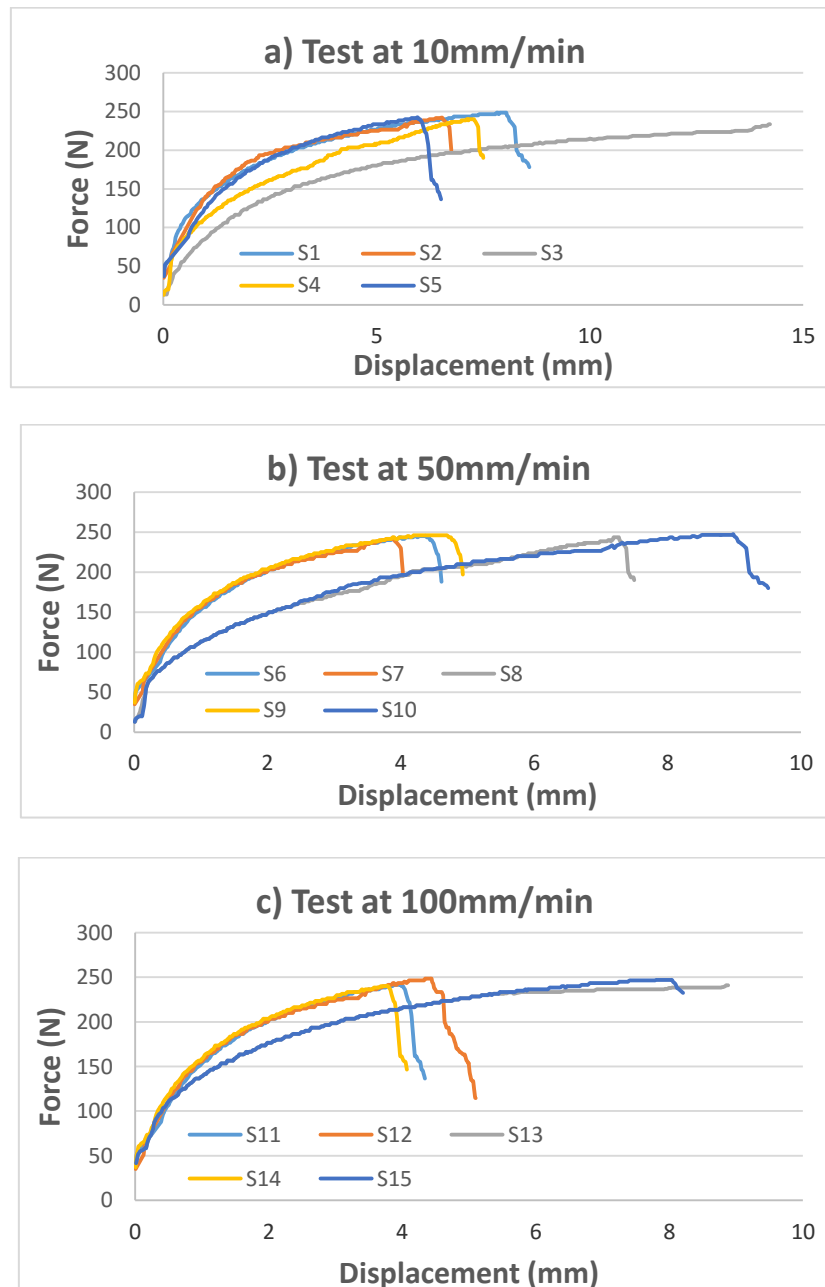 a) Test at 10mm/min
300
250
200
150
100
50
0
Force (N)
S1 S2 S3
S4 S5
0 5 10 15
Displacement (mm)
b) Test at 50mm/min
300
250
200
150
100
50
0
Force (N)
S6 S7 S8
S9 S10
0 2 4 6 8 10
Displacement (mm)
c) Test at 100mm/min
300
250
200
150
100
50
0
Force (N)
S11 S12 S13
S14 S15
0 2 4 6 8 10
Displacement (mm)